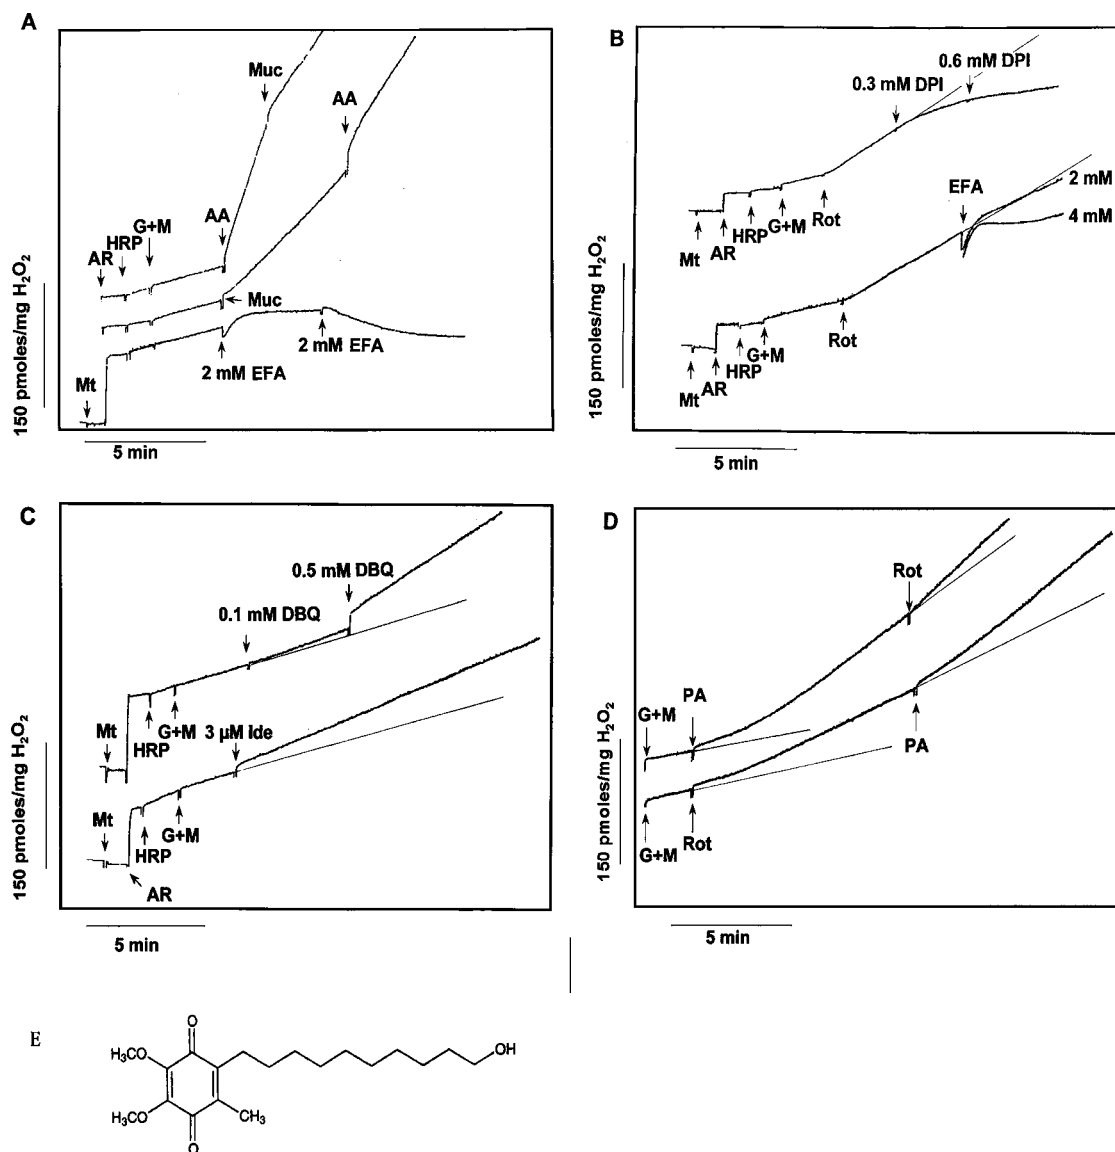 A
Muc
AA
AA
G+M
HRP
AR
Muc
2 mM EFA
2 mM EFA
Mt
150 pmoles/mg H2O2
5 min
B
0.6 mM DPI
0.3 mM DPI
Mt
AR
HRP
G+M
Rot
EFA
2 mM
4 mM
Mt
AR
HRP
G+M
Rot
150 pmoles/mg H2O2
5 min
C
0.5 mM DBQ
0.1 mM DBQ
Mt
HRP
G+M
3 µM Ide
Mt
HRP
G+M
AR
150 pmoles/mg H2O2
5 min
D
Rot
PA
G+M
PA
G+M
Rot
150 pmoles/mg H2O2
5 min
E
O
H3CO
OH
H3CO
CH3
O